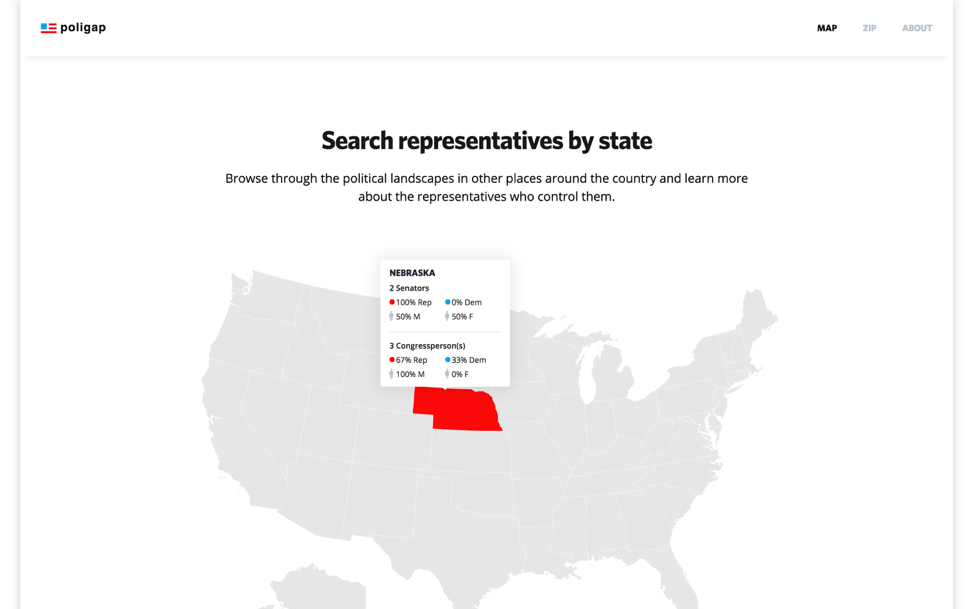 poligap
MAP ZIP ABOUT
Search representatives by state
Browse through the political landscapes in other places around the country and learn more
about the representatives who control them.
NEBRASKA
2 Senators
100% Rep 0% Dem
50% M 50% F
3 Congressperson(s)
67% Rep 33% Dem
100% M 0% F